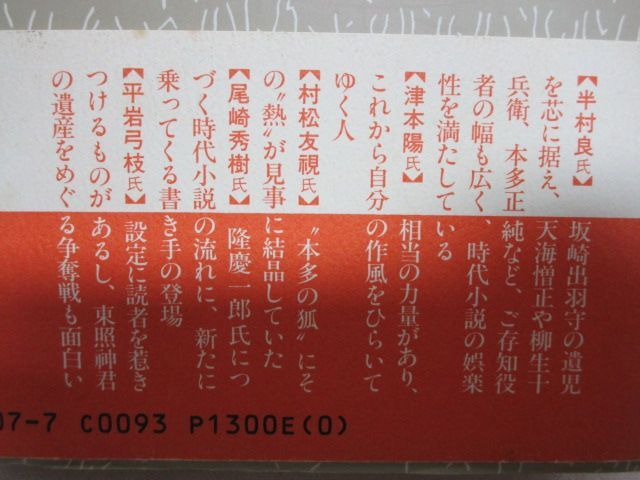 【半村良氏】　坂崎出羽守の遺児
を芯に据え、天海僧正や柳生十
兵衛、本多正純など、ご存知役
者の幅も広く、時代小説の娯楽
性を満たしている
【津本陽氏】　相当の力量があり、
これから自分の作風をひらいて
ゆく人
【村松友視氏】　〝本多の狐〟にそ
の〝熱〟が見事に結晶していた
【尾崎秀樹氏】　隆慶一郎氏につ
づく時代小説の流れに、新たに
乗ってくる書き手の登場
【平岩弓枝氏】　設定に読者を惹き
つけるものがあるし、東照神君
の遺産をめぐる争奪戦も面白い
07-7 C0093 P1300E(0)